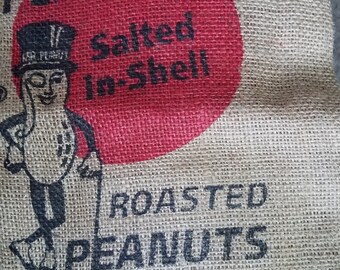 MR. PEANUT
Salted
in-Shell
ROASTED
PEANUTS